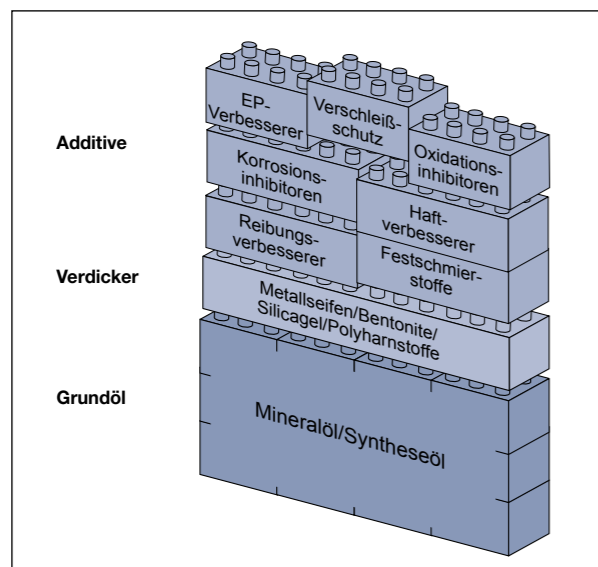 Additive
EP-
Verbesserer
Verschleiß-
schutz
Oxidations-
inhibitoren
Korrosions-
inhibitoren
Haft-
verbesserer
Reibungs-
verbesserer
Festschmier-
stoffe
Verdicker
Metallseifen/Bentonite/
Silicagel/Polyharnstoffe
Grundöl
Mineralöl/Syntheseöl